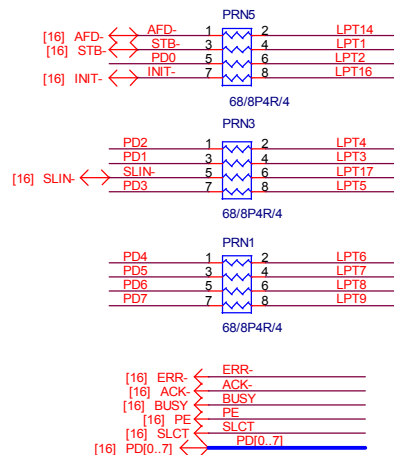 PRN5
[16] AFD- AFD- 1 2 LPT14
[16] STB- STB- 3 4 LPT1
PD0 5 6 LPT2
[16] INIT- INIT- 7 8 LPT16
68/8P4R/4
PRN3
PD2 1 2 LPT4
PD1 3 4 LPT3
[16] SLIN- SLIN- 5 6 LPT17
PD3 7 8 LPT5
68/8P4R/4
PRN1
PD4 1 2 LPT6
PD5 3 4 LPT7
PD6 5 6 LPT8
PD7 7 8 LPT9
68/8P4R/4
[16] ERR- ERR-
[16] ACK- ACK-
[16] BUSY BUSY
[16] PE PE
[16] SLCT SLCT
[16] PD[0..7] PD[0..7]